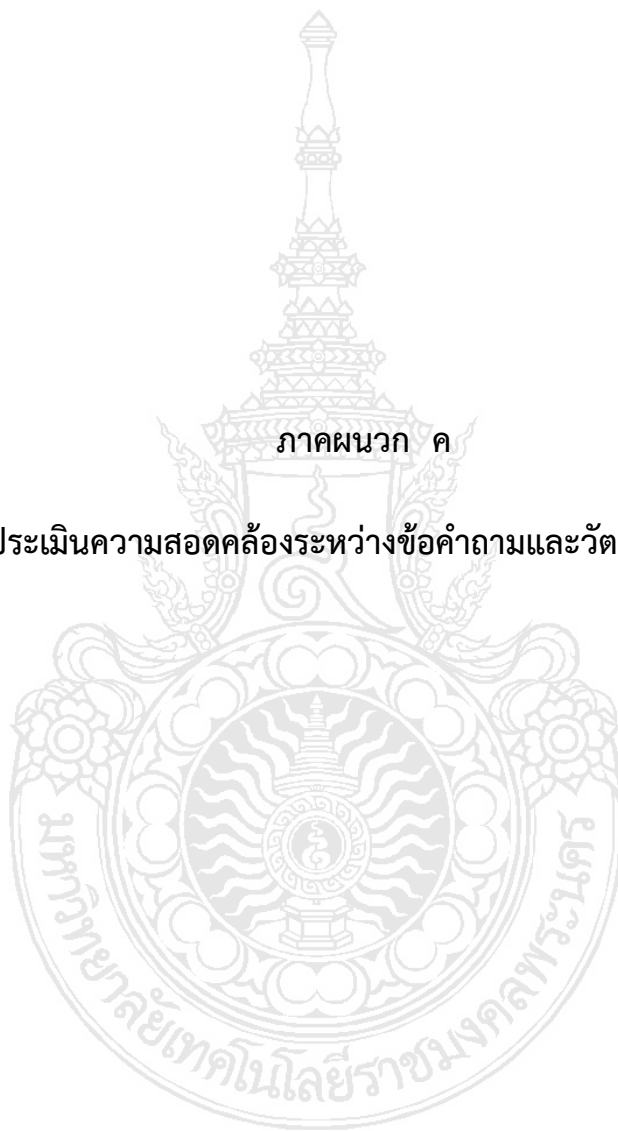 ภาคผนวก ค
ประเมินความสอดคล้องระหว่างข้อคำถามและวัต
มหาวิทยาลัยเทคโนโลยีราชมงคลพระนคร